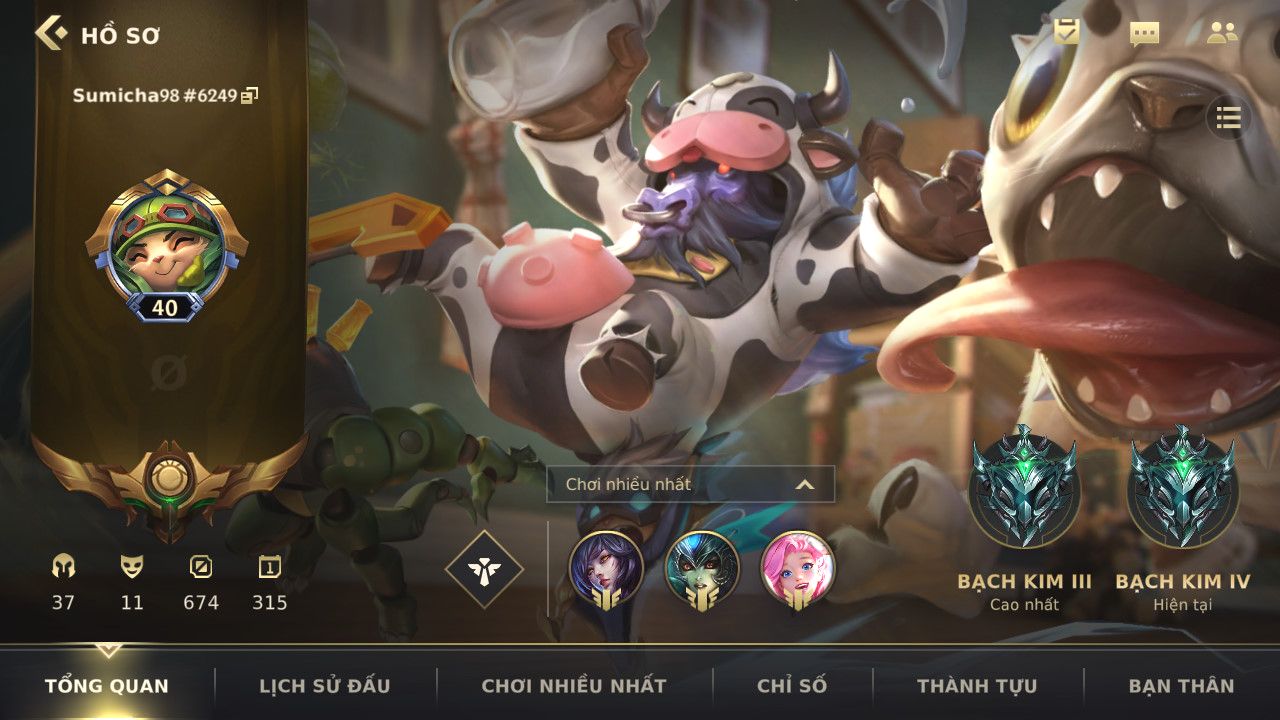 HỒ SƠ
Sumicha98 #6249
40
Chơi nhiều nhất
37
11
674
315
BẠCH KIM III
Cao nhất
BẠCH KIM IV
Hiện tại
TỔNG QUAN
LỊCH SỬ ĐẤU
CHƠI NHIỀU NHẤT
CHỈ SỐ
THÀNH TỰU
BẠN THÂN